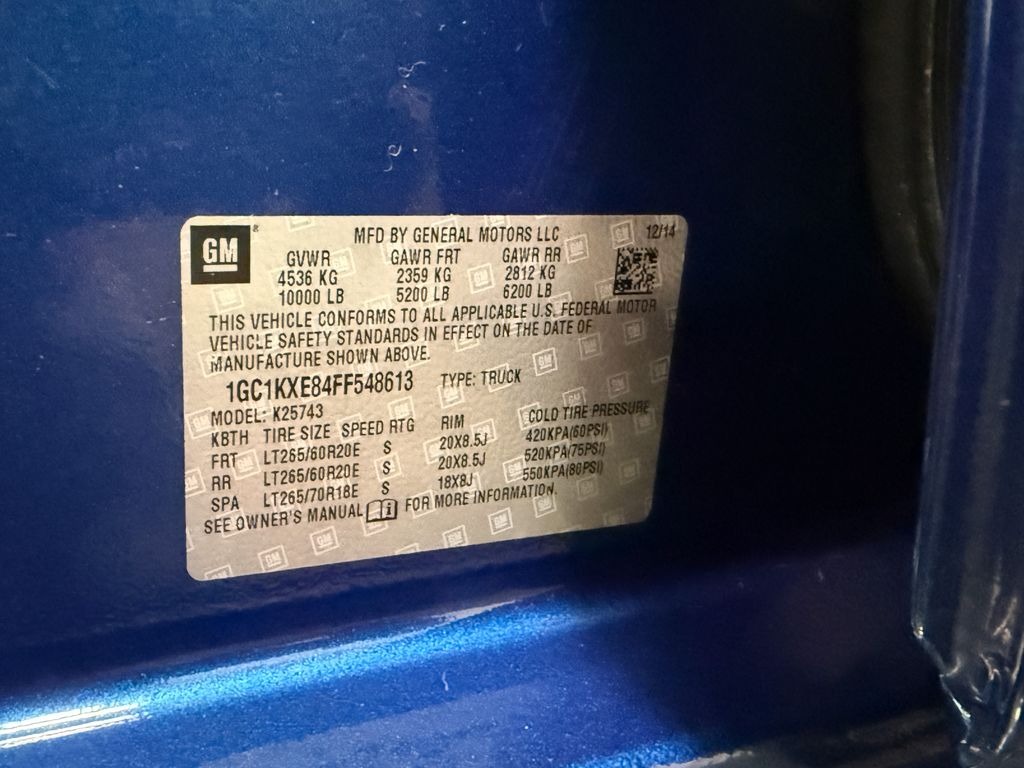 GM
MFD BY GENERAL MOTORS LLC 12/14
GVWR GAWR FRT GAWR RR
4536 KG 2359 KG 2812 KG
10000 LB 5200 LB 6200 LB
THIS VEHICLE CONFORMS TO ALL APPLICABLE U.S. FEDERAL MOTOR
VEHICLE SAFETY STANDARDS IN EFFECT ON THE DATE OF
MANUFACTURE SHOWN ABOVE.
1GC1KXE84FF548613 TYPE: TRUCK
MODEL: K25743
K8TH TIRE SIZE SPEED RTG RIM COLD TIRE PRESSURE
FRT LT265/60R20E S 20X8.5J 420KPA(60PSI)
RR LT265/60R20E S 20X8.5J 520KPA(75PSI)
SPA LT265/70R18E S 18X8J 550KPA(80PSI)
SEE OWNER'S MANUAL i FOR MORE INFORMATION.